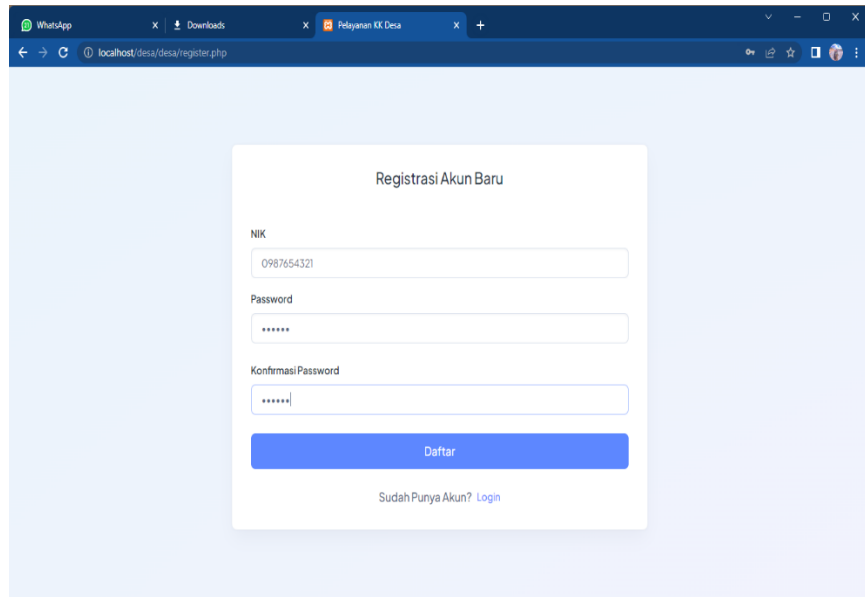 WhatsApp
Downloads
Pelayanan KK Desa
localhost/desa/desa/register.php
Registrasi Akun Baru
NIK
0987654321
Password
••••••
Konfirmasi Password
••••••
Daftar
Sudah Punya Akun? Login